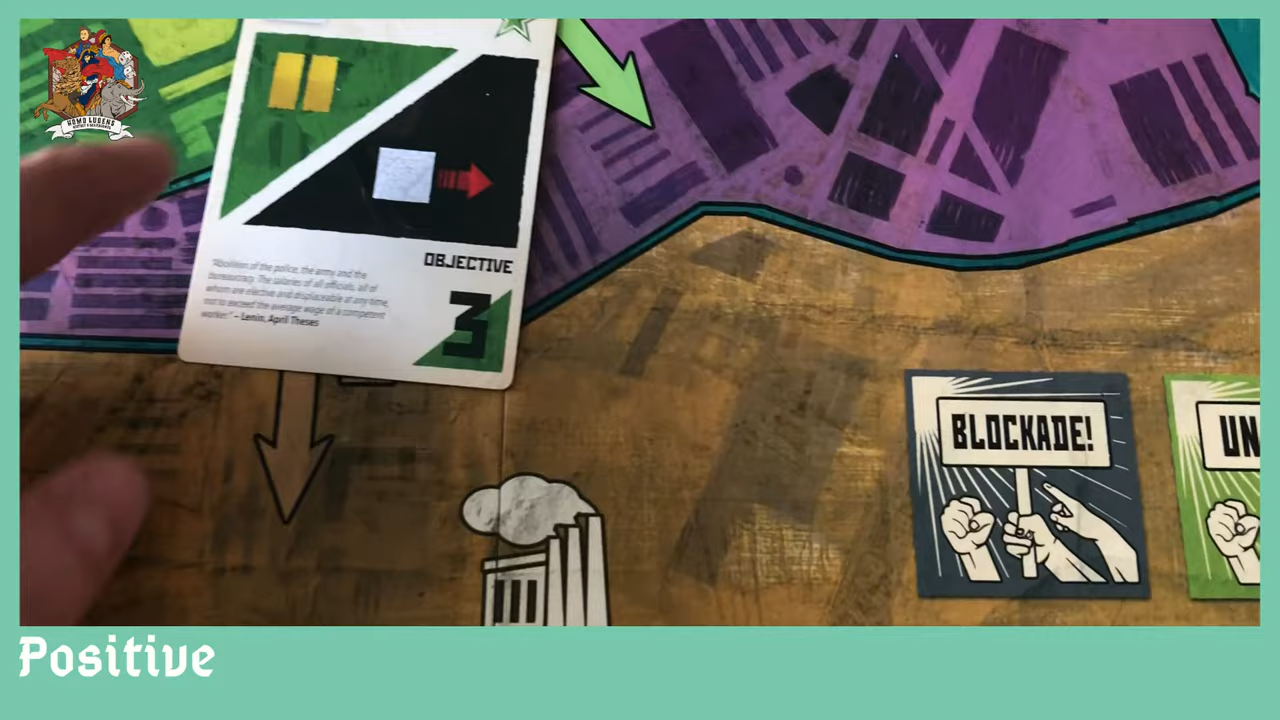 HOMO LUDENS
OBJECTIVE
"Abolition of the police, the army and the
bureaucracy. The salaries of all officials, all of
whom are elective and displaceable at any time,
not to exceed the average wage of a competent
worker." – Lenin, April Theses
3
BLOCKADE!
UN
Positive